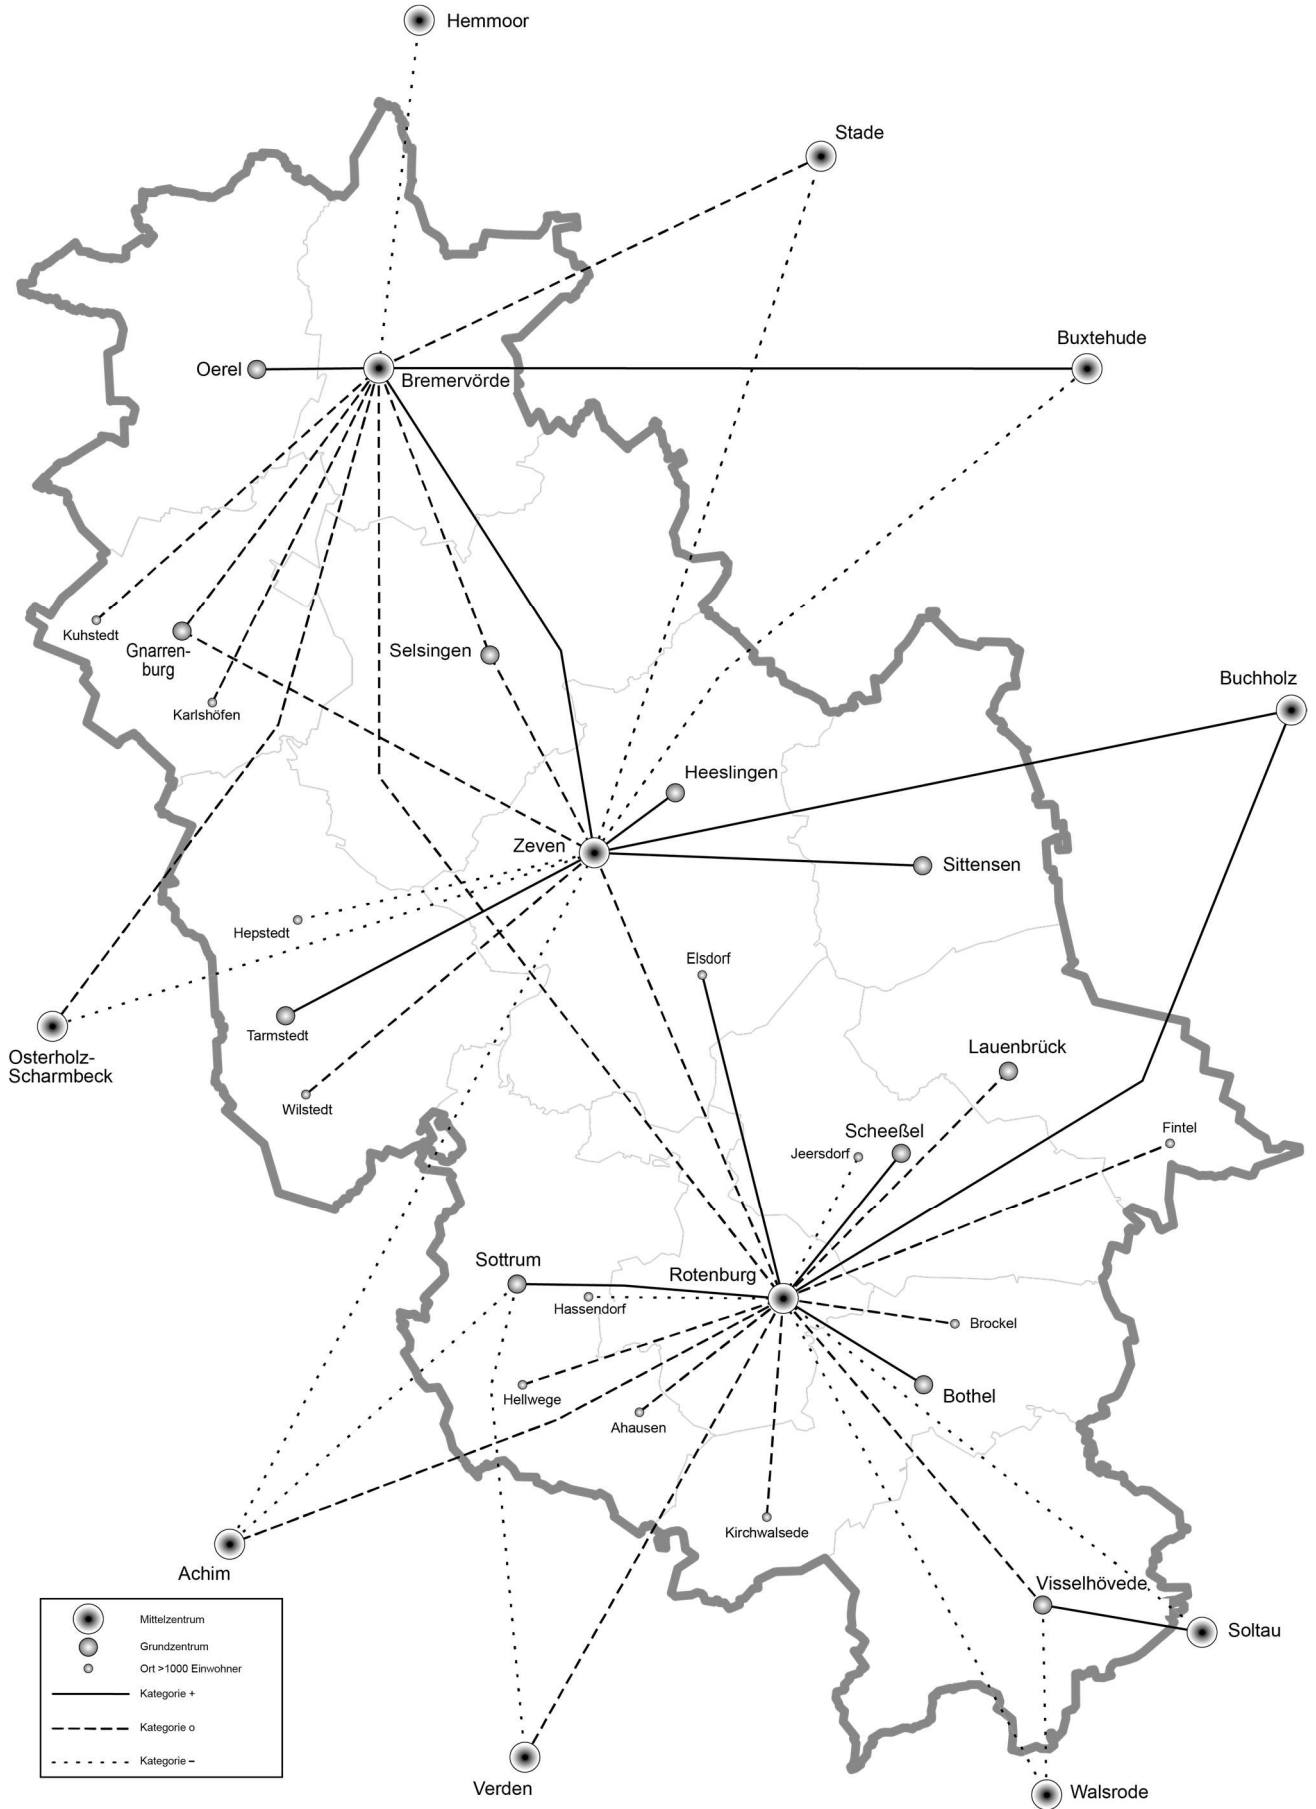 Hemmoor
Stade
Buxtehude
Oerel
Bremervörde
Kuhstedt
Gnarren-
burg
Selsingen
Karlshöfen
Buchholz
Heeslingen
Zeven
Sittensen
Hepstedt
Elsdorf
Tarmstedt
Osterholz-
Scharmbeck
Lauenbrück
Wilstedt
Fintel
Scheeßel
Jeersdorf
Sottrum
Rotenburg
Hassendorf
Brockel
Hellwege
Bothel
Ahausen
Kirchwalsede
Achim
Visselhövede
Soltau
Verden
Walsrode
Mittelzentrum
Grundzentrum
Ort >1000 Einwohner
Kategorie +
Kategorie o
Kategorie –